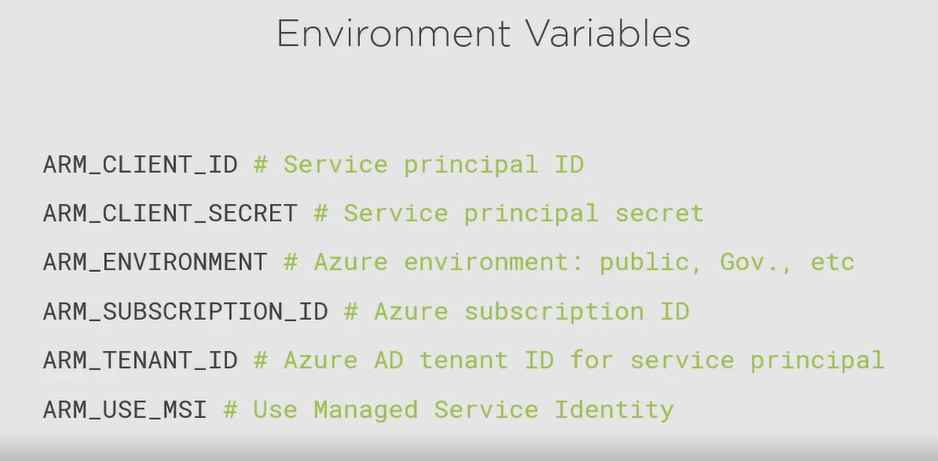 Environment Variables
ARM_CLIENT_ID # Service principal ID
ARM_CLIENT_SECRET # Service principal secret
ARM_ENVIRONMENT # Azure environment: public, Gov., etc
ARM_SUBSCRIPTION_ID # Azure subscription ID
ARM_TENANT_ID # Azure AD tenant ID for service principal
ARM_USE_MSI # Use Managed Service Identity